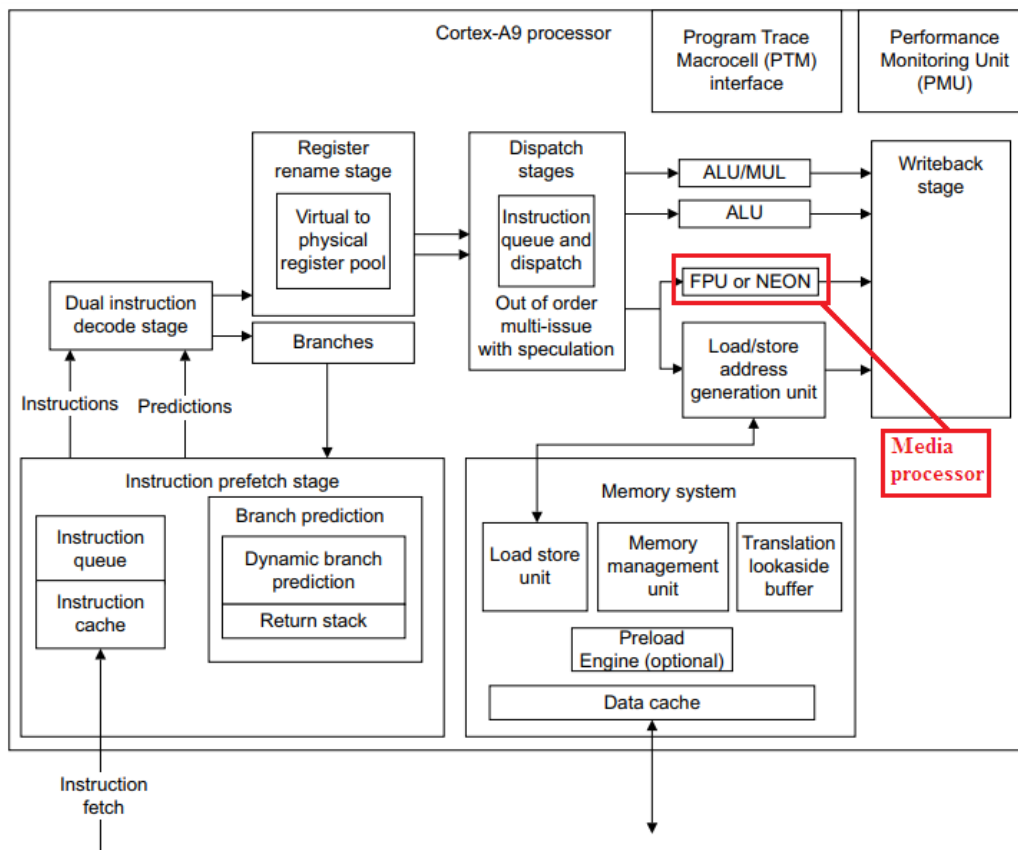 Cortex-A9 processor
Program Trace
Macrocell (PTM)
interface
Performance
Monitoring Unit
(PMU)
Register
rename stage
Virtual to
physical
register pool
Dispatch
stages
Instruction
queue and
dispatch
Out of order
multi-issue
with speculation
ALU/MUL
ALU
FPU or NEON
Load/store
address
generation unit
Writeback
stage
Dual instruction
decode stage
Branches
Instructions
Predictions
Media
processor
Instruction prefetch stage
Instruction
queue
Instruction
cache
Branch prediction
Dynamic branch
prediction
Return stack
Memory system
Load store
unit
Memory
management
unit
Translation
lookaside
buffer
Preload
Engine (optional)
Data cache
Instruction
fetch